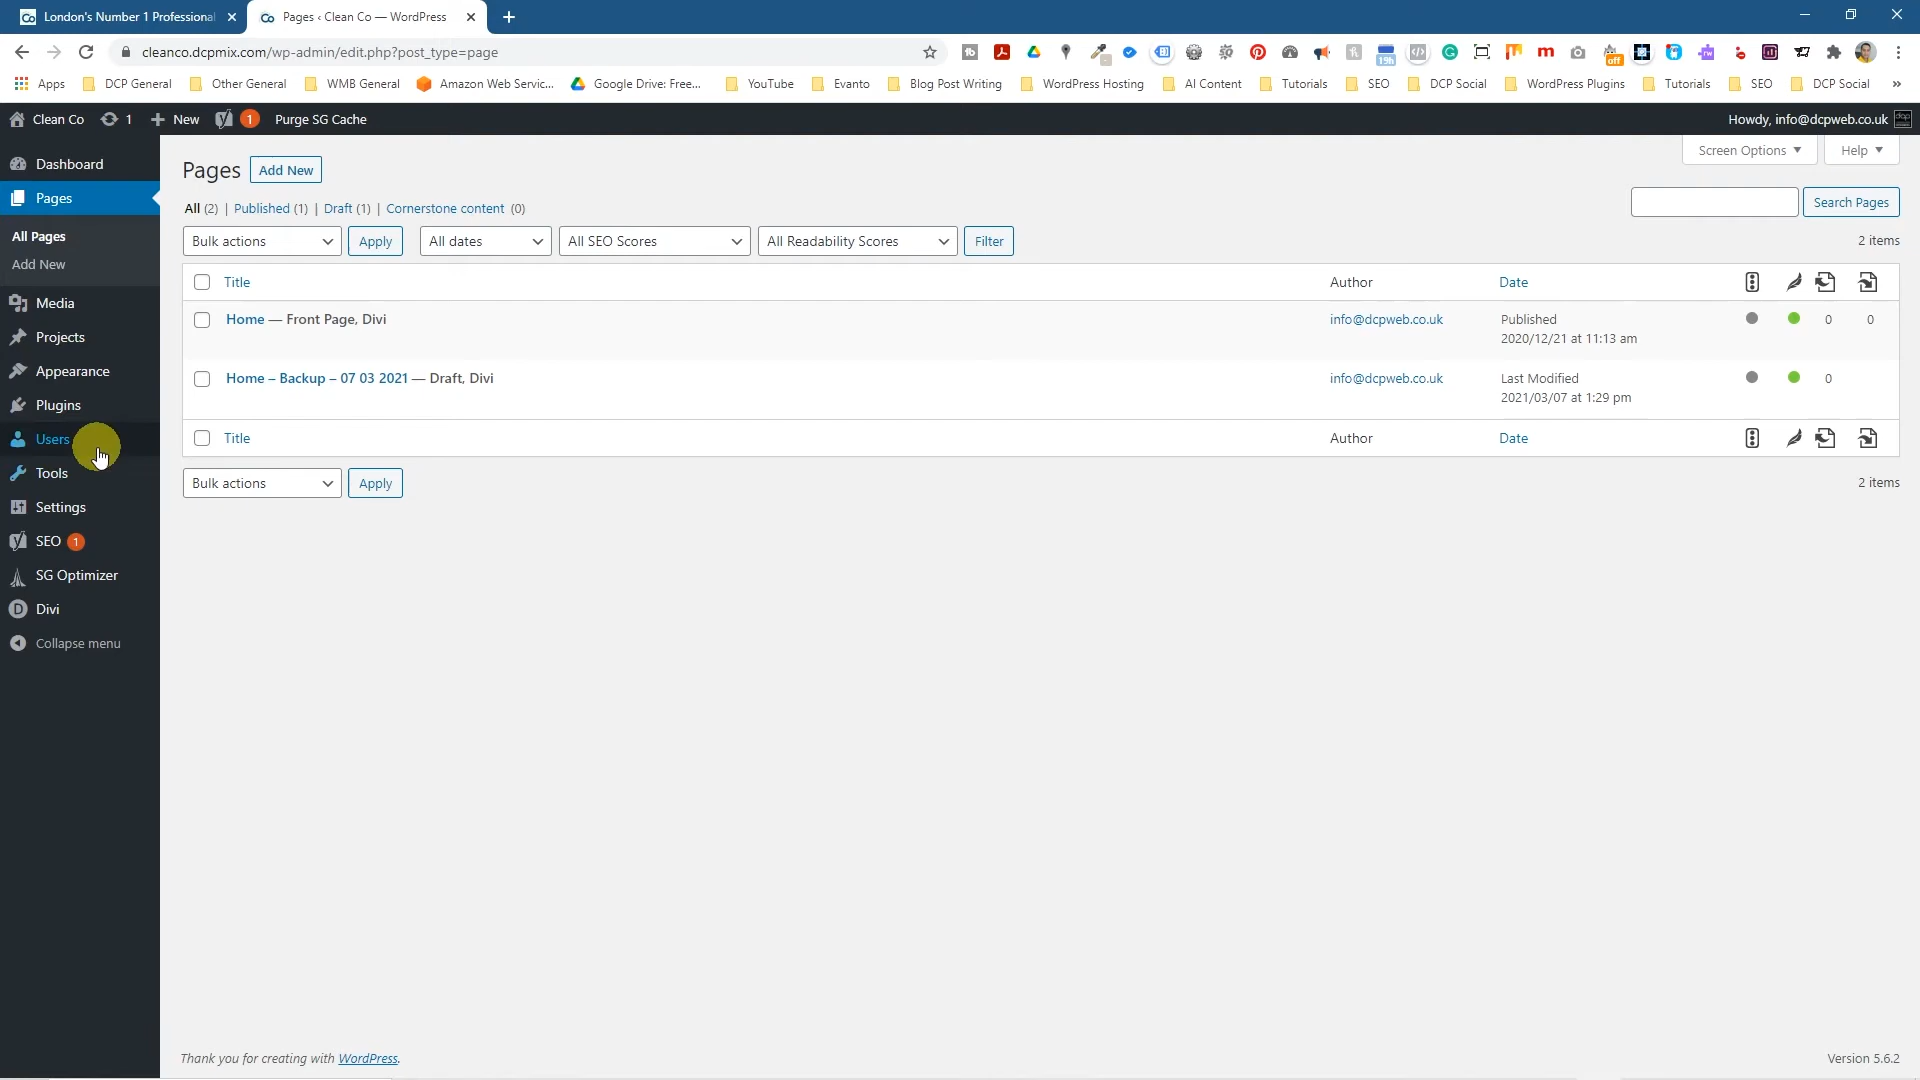 London's Number 1 Professional
Pages ‹ Clean Co — WordPress
cleanco.dcpmix.com/wp-admin/edit.php?post_type=page
19h
off
Apps
DCP General
Other General
WMB General
Amazon Web Servic...
Google Drive: Free...
YouTube
Evanto
Blog Post Writing
WordPress Hosting
AI Content
Tutorials
SEO
DCP Social
WordPress Plugins
Tutorials
SEO
DCP Social
»
Clean Co
1
New
1
Purge SG Cache
Howdy, info@dcpweb.co.uk
Dashboard
Pages
All Pages
Add New
Media
Projects
Appearance
Plugins
Users
Tools
Settings
SEO 1
SG Optimizer
Divi
Collapse menu
Screen Options
Help
Pages
Add New
All (2) | Published (1) | Draft (1) | Cornerstone content (0)
Search Pages
Bulk actions
Apply
All dates
All SEO Scores
All Readability Scores
Filter
2 items
Title
Author
Date
Home — Front Page, Divi
info@dcpweb.co.uk
Published
2020/12/21 at 11:13 am
0
0
Home – Backup – 07 03 2021 — Draft, Divi
info@dcpweb.co.uk
Last Modified
2021/03/07 at 1:29 pm
0
Title
Author
Date
Bulk actions
Apply
2 items
Thank you for creating with WordPress.
Version 5.6.2